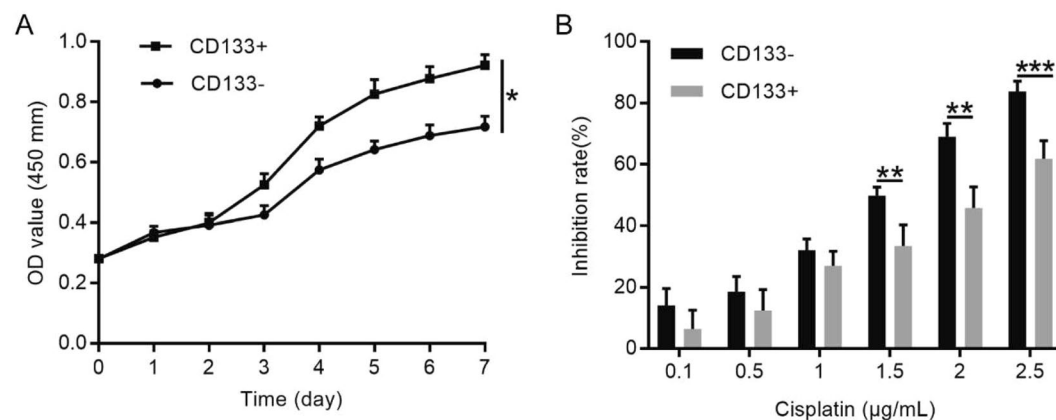 A
1.0
0.8
0.6
0.4
0.2
0.0
OD value (450 mm)
CD133+
CD133-
*
0 1 2 3 4 5 6 7
Time (day)
B
100
80
60
40
20
0
Inhibition rate(%)
CD133-
CD133+
**
**
***
0.1 0.5 1 1.5 2 2.5
Cisplatin (μg/mL)